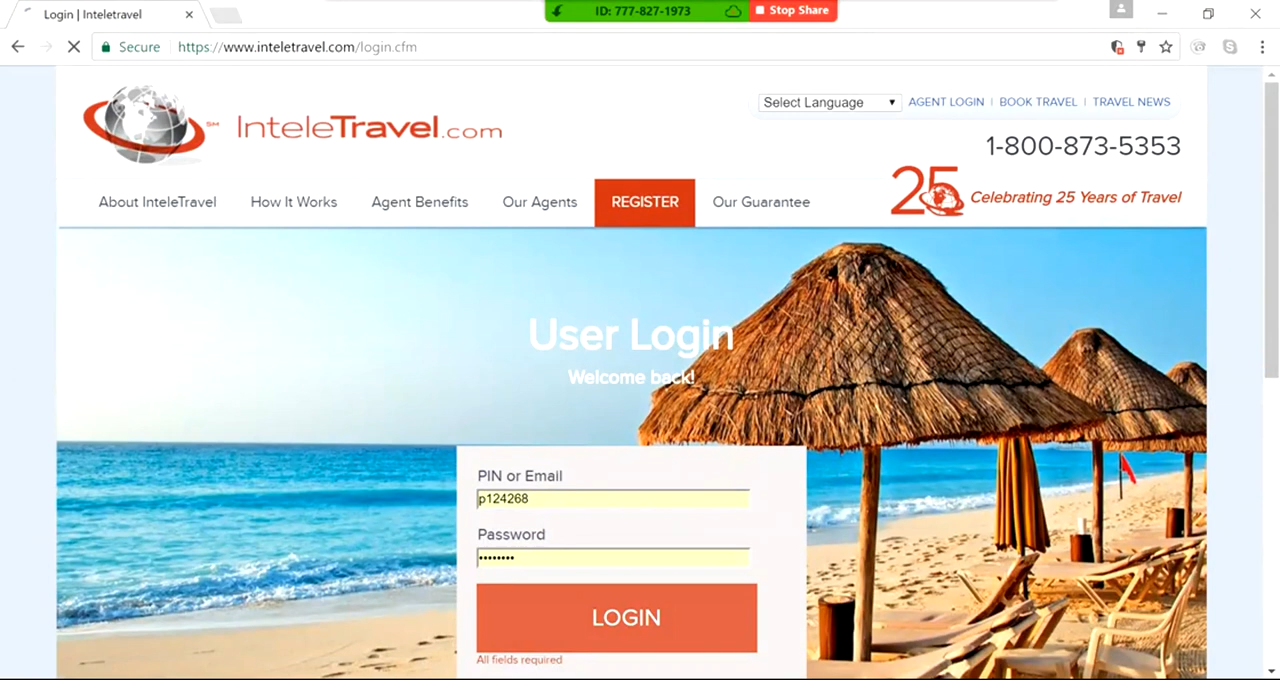 Login | Inteletravel
ID: 777-827-1973
Stop Share
Secure
https://www.inteletravel.com/login.cfm
InteleTravel.com
SM
Select Language
AGENT LOGIN | BOOK TRAVEL | TRAVEL NEWS
1-800-873-5353
25
Celebrating 25 Years of Travel
About InteleTravel How It Works Agent Benefits Our Agents REGISTER Our Guarantee
User Login
Welcome back!
PIN or Email
p124268
Password
••••••••
LOGIN
All fields required